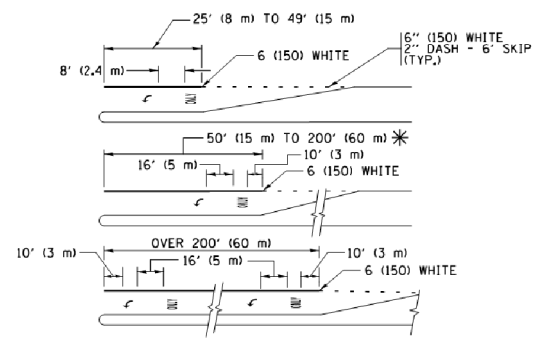 25' (8 m) TO 49' (15 m)
6" (150) WHITE
2" DASH - 6' SKIP
(TYP.)
6 (150) WHITE
8' (2.4 m)
ONLY
50' (15 m) TO 200' (60 m) *
16' (5 m)
10' (3 m)
6 (150) WHITE
ONLY
OVER 200' (60 m)
10' (3 m)
16' (5 m)
10' (3 m)
6 (150) WHITE
ONLY
ONLY